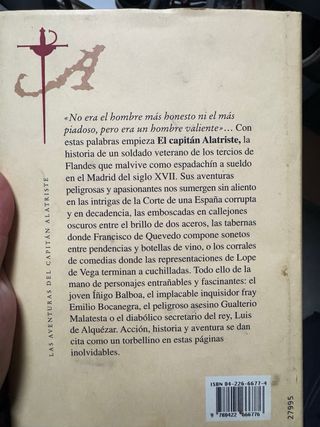 A
«No era el hombre más honesto ni el más
piadoso, pero era un hombre valiente»... Con
estas palabras empieza El capitán Alatriste, la
historia de un soldado veterano de los tercios de
Flandes que malvive como espadachín a sueldo
en el Madrid del siglo XVII. Sus aventuras
peligrosas y apasionantes nos sumergen sin aliento
en las intrigas de la Corte de una España corrupta
y en decadencia, las emboscadas en callejones
oscuros entre el brillo de dos aceros, las tabernas
donde Francisco de Quevedo compone sonetos
entre pendencias y botellas de vino, o los corrales
de comedias donde las representaciones de Lope
de Vega terminan a cuchilladas. Todo ello de la
mano de personajes entrañables y fascinantes: el
joven Íñigo Balboa, el implacable inquisidor fray
Emilio Bocanegra, el peligroso asesino Gualterio
Malatesta o el diabólico secretario del rey, Luis
de Alquézar. Acción, historia y aventura se dan
cita como un torbellino en estas páginas
inolvidables.
LAS AVENTURAS DEL CAPITÁN ALATRISTE
ISBN 84-226-6677-4
9 788422 666776
27995